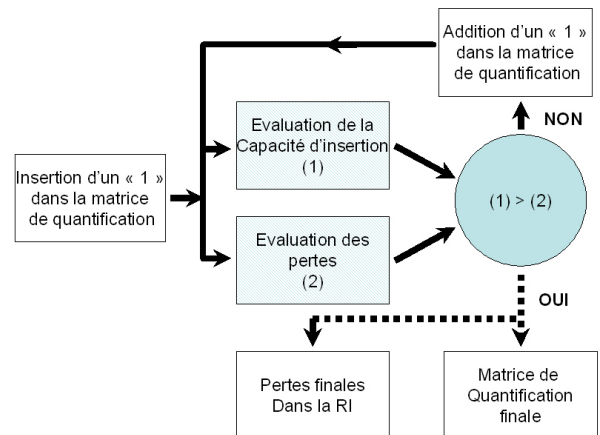 Addition d'un « 1 »
dans la matrice
de quantification
NON
Evaluation de la
Capacité d'insertion
(1)
Insertion d'un « 1 »
dans la matrice
de quantification
(1) > (2)
Evaluation des
pertes
(2)
OUI
Pertes finales
Dans la RI
Matrice de
Quantification
finale